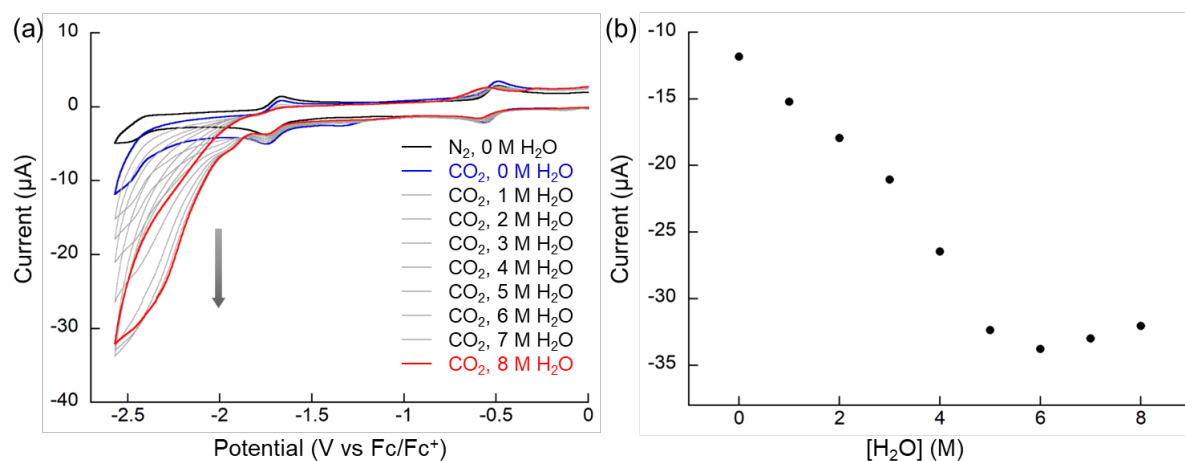 (a)
10
0
-10
-20
-30
-40
Current (µA)
N₂, 0 M H₂O
CO₂, 0 M H₂O
CO₂, 1 M H₂O
CO₂, 2 M H₂O
CO₂, 3 M H₂O
CO₂, 4 M H₂O
CO₂, 5 M H₂O
CO₂, 6 M H₂O
CO₂, 7 M H₂O
CO₂, 8 M H₂O
-2.5 -2 -1.5 -1 -0.5 0
Potential (V vs Fc/Fc⁺)
(b)
-10
-15
-20
-25
-30
-35
Current (µA)
0 2 4 6 8
[H₂O] (M)